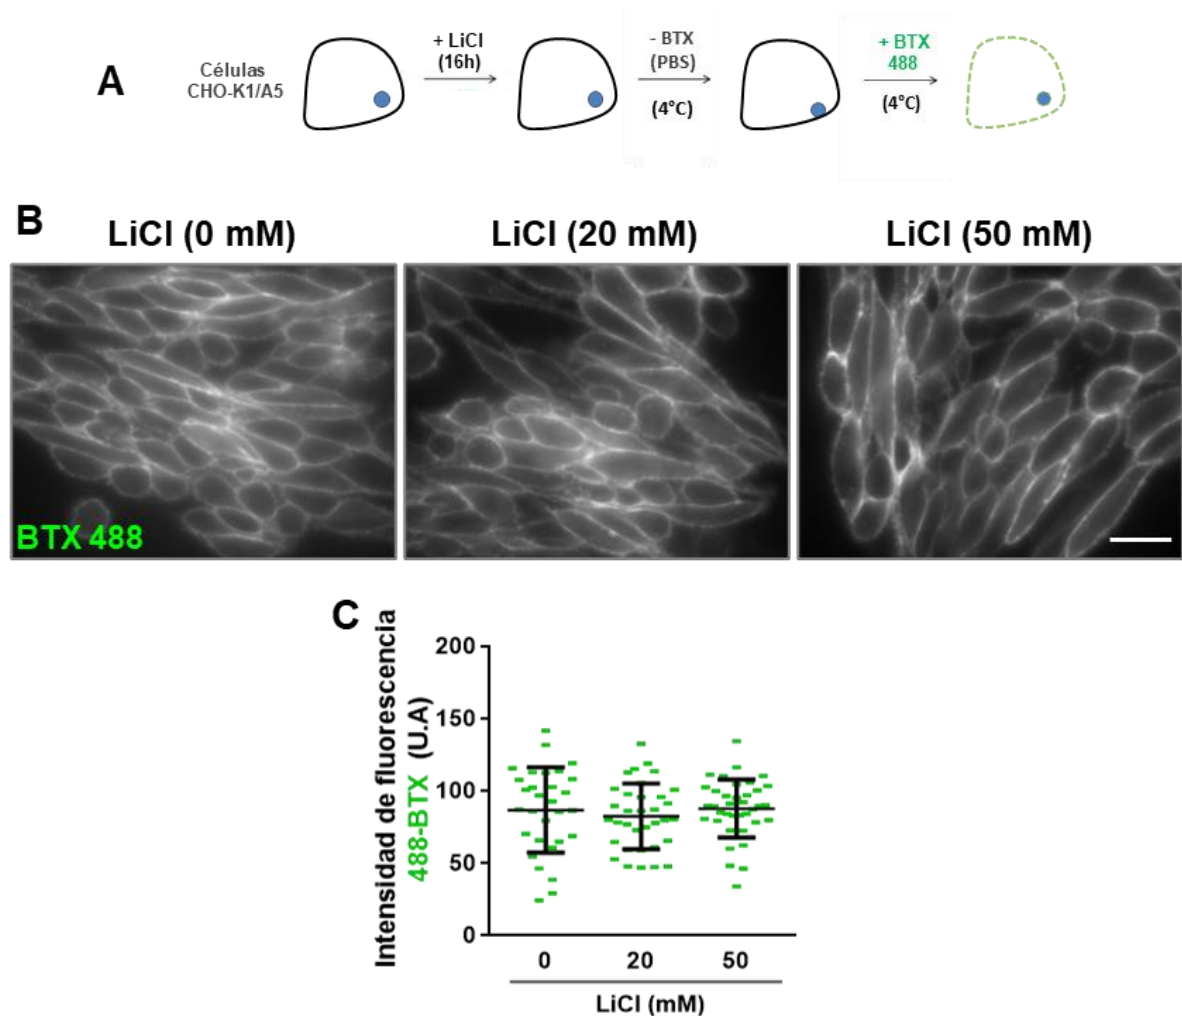 A
Células
CHO-K1/A5
+ LiCl
(16h)
- BTX
(PBS)
(4°C)
+ BTX
488
(4°C)
B
LiCl (0 mM)
LiCl (20 mM)
LiCl (50 mM)
BTX 488
C
Intensidad de fluorescencia
488-BTX (U.A)
200
150
100
50
0
0
20
50
LiCl (mM)